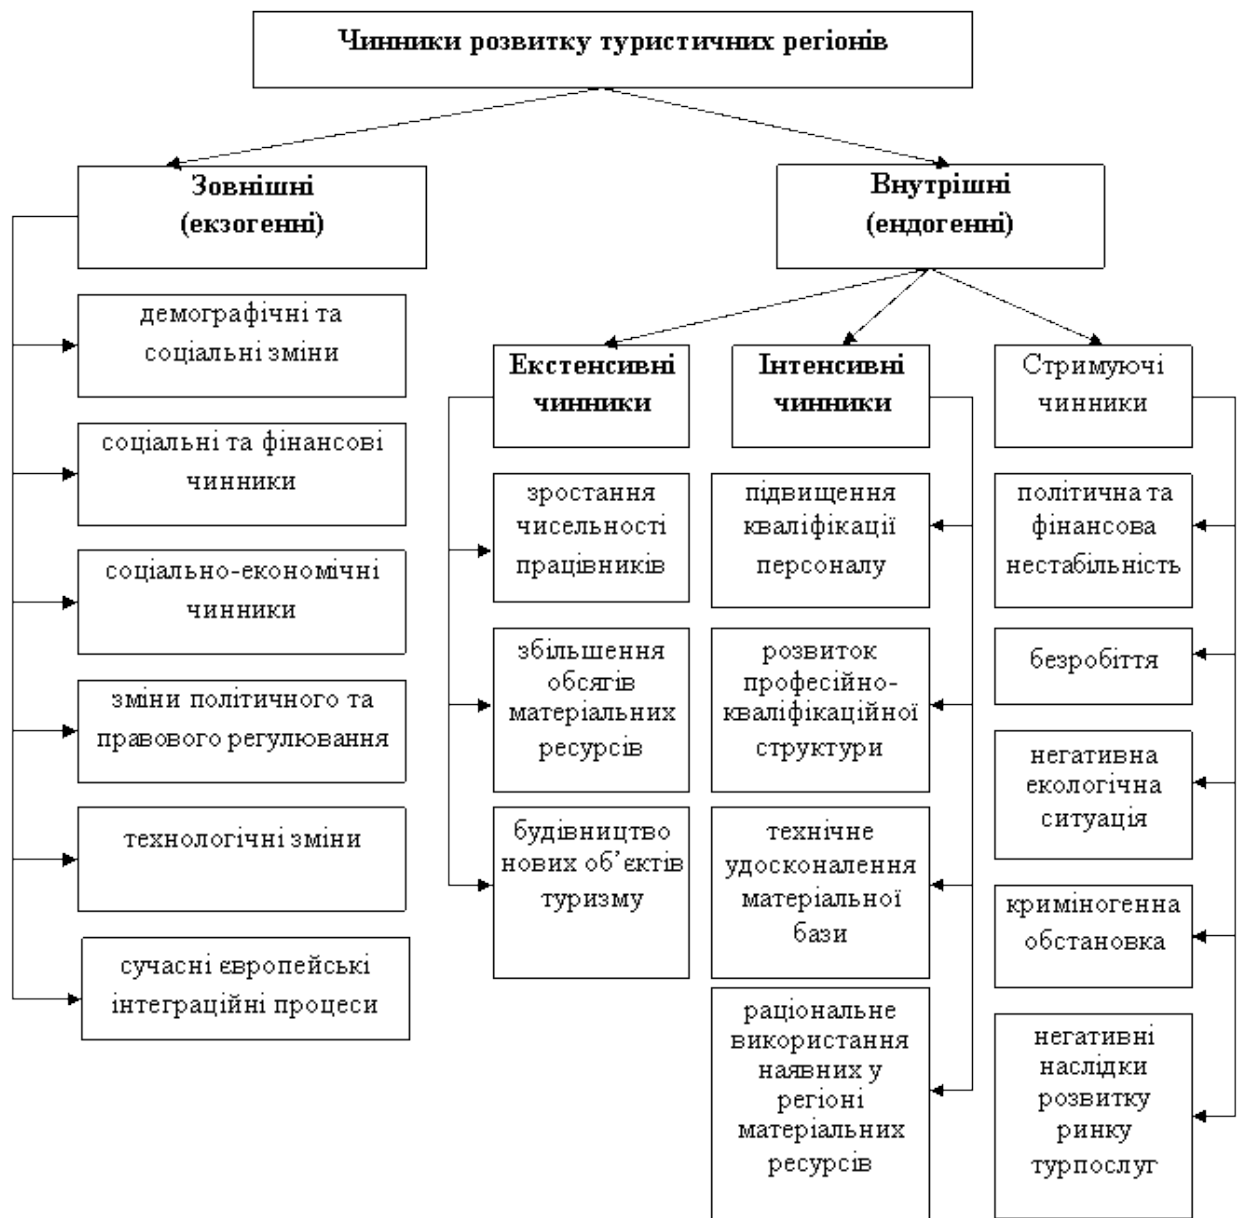 Чинники розвитку туристичних регіонів
Зовнішні
(екзогенні)
Внутрішні
(ендогенні)
демографічні та
соціальні зміни
соціальні та фінансові
чинники
соціально-економічні
чинники
зміни політичного та
правового регулювання
технологічні зміни
сучасні європейські
інтеграційні процеси
Екстенсивні
чинники
зростання
чисельності
працівників
збільшення
обсягів
матеріальних
ресурсів
будівництво
нових об’єктів
туризму
Інтенсивні
чинники
підвищення
кваліфікації
персоналу
розвиток
професійно-
кваліфікаційної
структури
технічне
удосконалення
матеріальної
бази
раціональне
використання
наявних у
регіоні
матеріальних
ресурсів
Стримуючі
чинники
політична та
фінансова
нестабільність
безробіття
негативна
екологічна
ситуація
криміногенна
обстановка
негативні
наслідки
розвитку
ринку
турпослуг